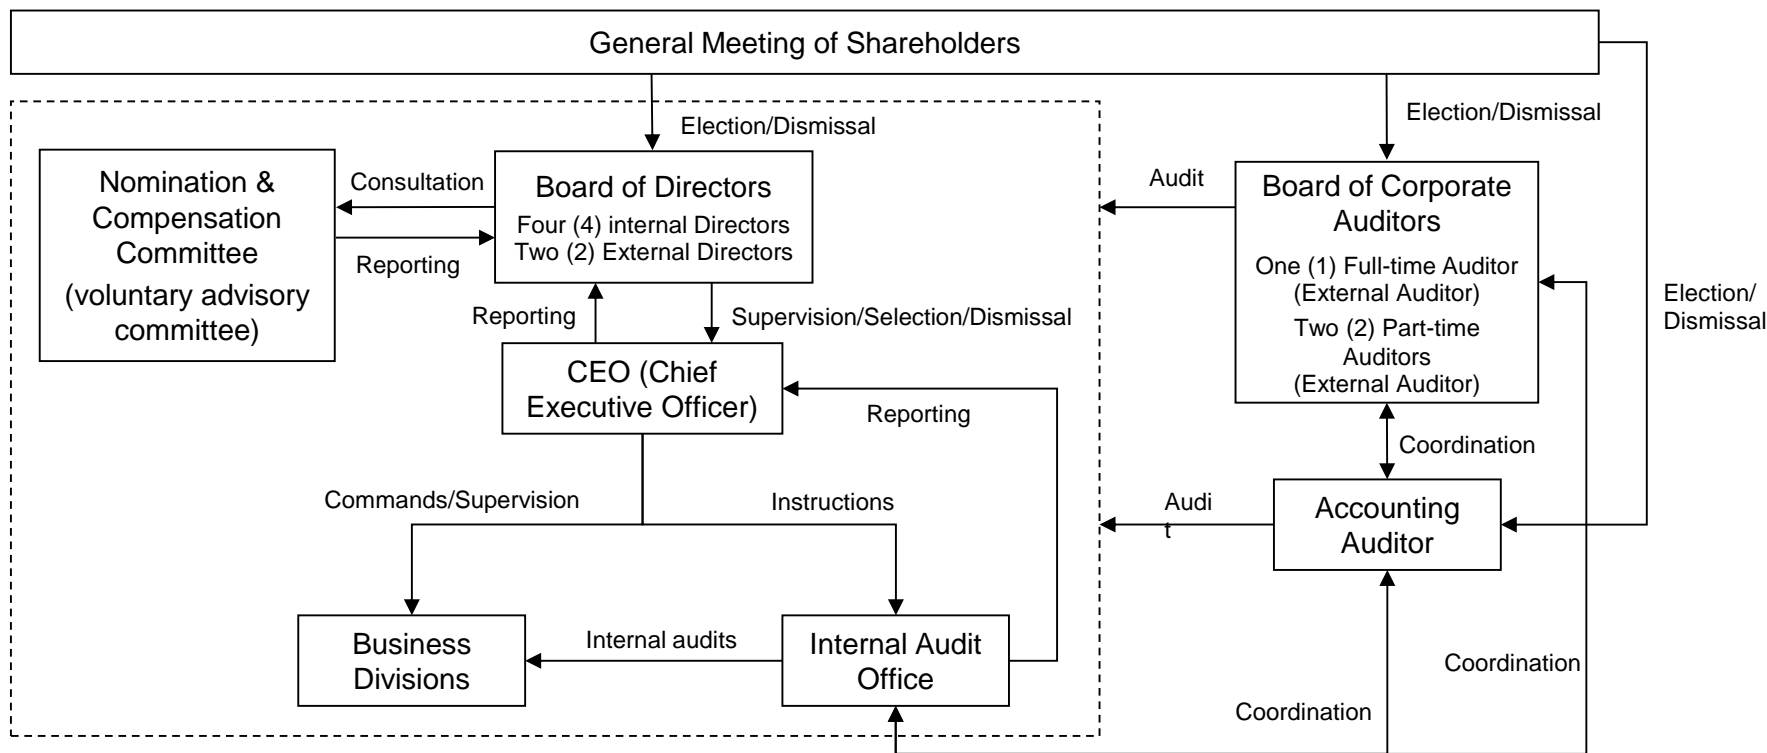 General Meeting of Shareholders
Election/Dismissal
Election/Dismissal
Election/
Dismissal
Nomination &
Compensation
Committee
(voluntary advisory
committee)
Consultation
Reporting
Board of Directors
Four (4) internal Directors
Two (2) External Directors
Audit
Board of Corporate
Auditors
One (1) Full-time Auditor
(External Auditor)
Two (2) Part-time
Auditors
(External Auditor)
Reporting
Supervision/Selection/Dismissal
CEO (Chief
Executive Officer)
Reporting
Coordination
Commands/Supervision
Instructions
Audi
t
Accounting
Auditor
Business
Divisions
Internal audits
Internal Audit
Office
Coordination
Coordination